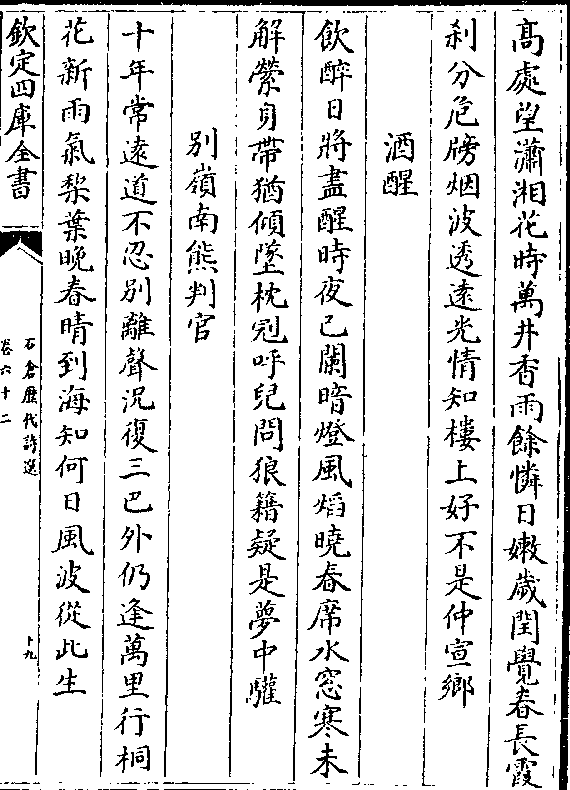 高處望瀟湘花時萬井香雨餘憐日嫩歲閏覺春長霞
刹分危牓烟波透遠光情知樓上好不是仲宣鄉
酒醒
飲醉日將盡醒時夜已闌暗燈風熖曉春席水窓寒未
解縈身帶猶傾墜枕冠呼兒問狼籍疑是夢中驩
别嶺南熊判官
十年常逺道不忍别離聲況復三巴外仍逢萬里行桐
花新雨氣梨葉晚春晴到海知何日風波從此生
欽定四庫全書
石倉歷代詩選
卷六十二
十九